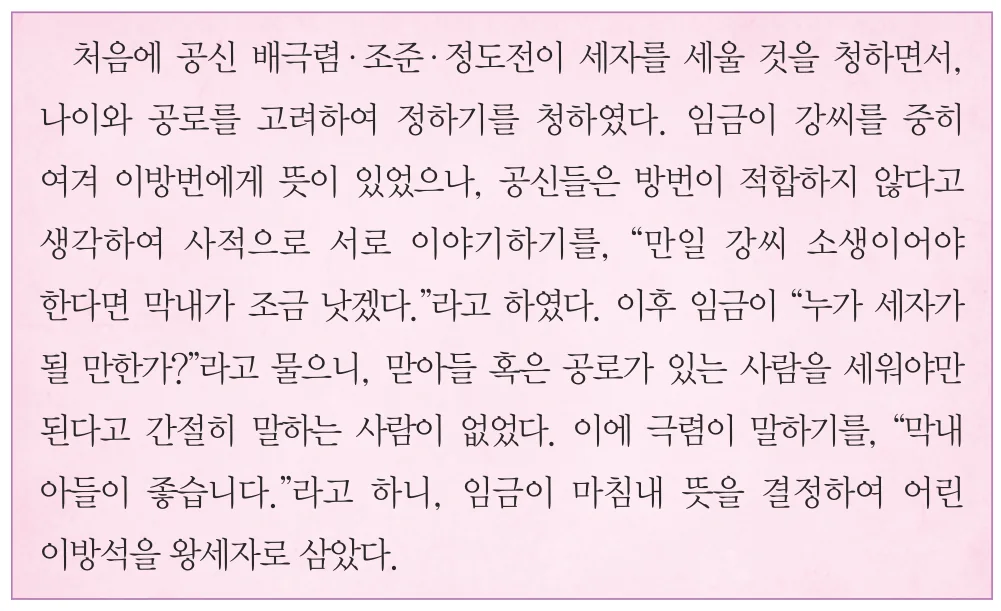 처음에 공신 배극렴·조준·정도전이 세자를 세울 것을 청하면서,
나이와 공로를 고려하여 정하기를 청하였다. 임금이 강씨를 중히
여겨 이방번에게 뜻이 있었으나, 공신들은 방번이 적합하지 않다고
생각하여 사적으로 서로 이야기하기를, “만일 강씨 소생이어야
한다면 막내가 조금 낫겠다.”라고 하였다. 이후 임금이 “누가 세자가
될 만한가?”라고 물으니, 맏아들 혹은 공로가 있는 사람을 세워야만
된다고 간절히 말하는 사람이 없었다. 이에 극렴이 말하기를, “막내
아들이 좋습니다.”라고 하니, 임금이 마침내 뜻을 결정하여 어린
이방석을 왕세자로 삼았다.